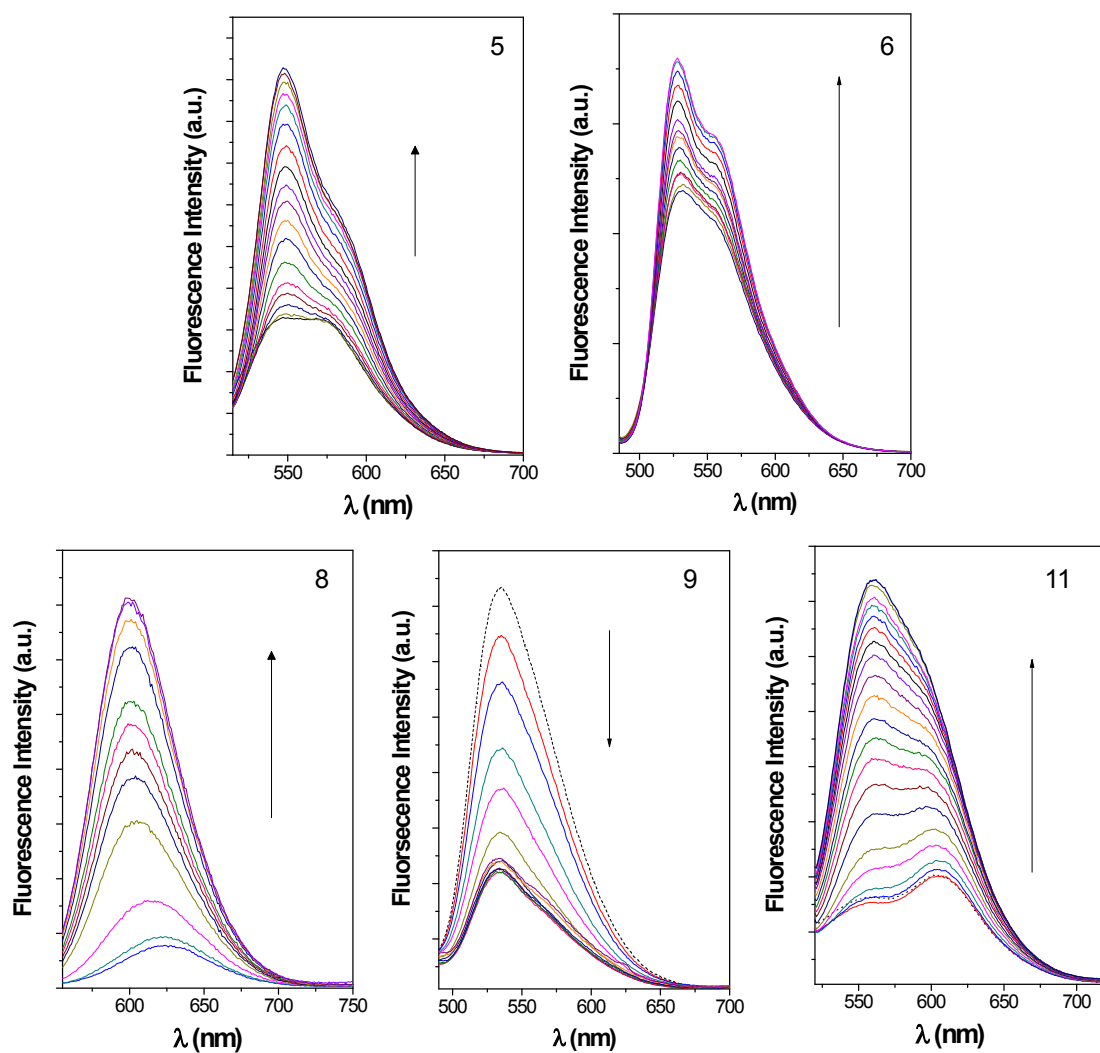 5
Fluorescence Intensity (a.u.)
550 600 650 700
λ (nm)
6
Fluorescence Intensity (a.u.)
500 550 600 650 700
λ (nm)
8
Fluorescence Intensity (a.u.)
600 650 700 750
λ (nm)
9
Fluorsecence Intensity (a.u.)
500 550 600 650 700
λ (nm)
11
Fluorescence Intensity (a.u.)
550 600 650 700
λ (nm)